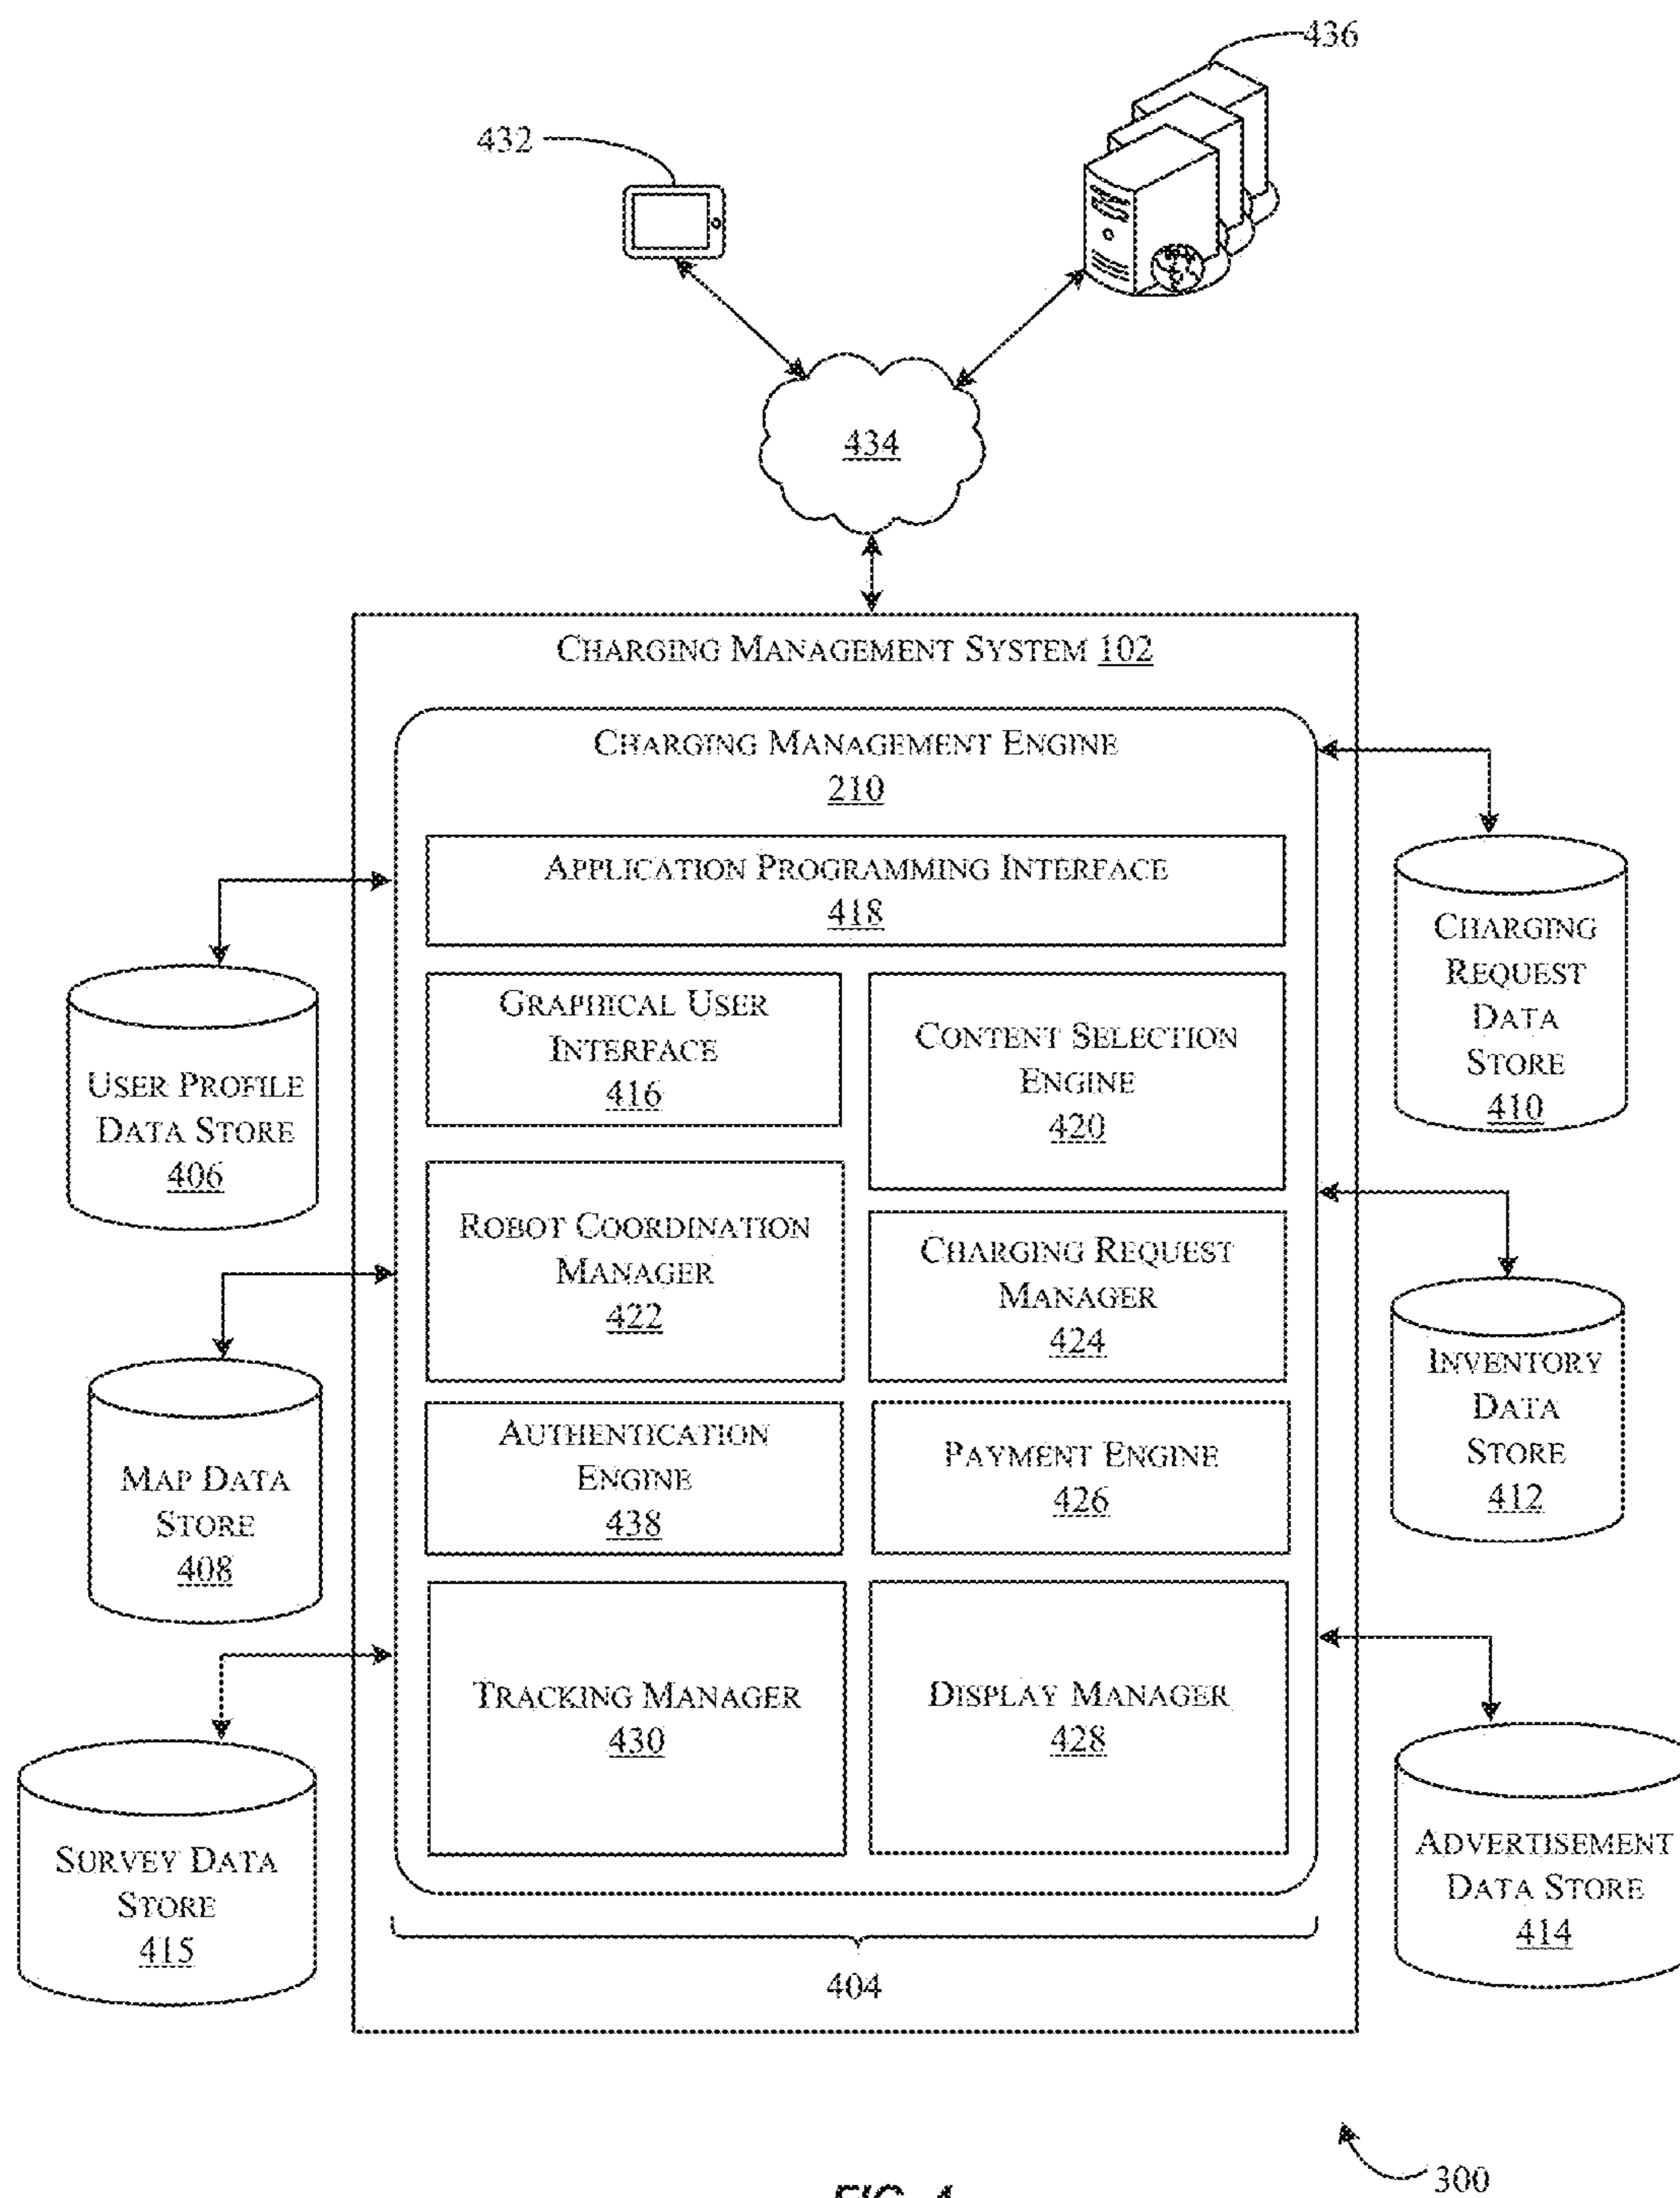 436
432
434
CHARGING MANAGEMENT SYSTEM 102
CHARGING MANAGEMENT ENGINE
210
APPLICATION PROGRAMMING INTERFACE
418
GRAPHICAL USER
INTERFACE
416
CONTENT SELECTION
ENGINE
420
ROBOT COORDINATION
MANAGER
422
CHARGING REQUEST
MANAGER
424
AUTHENTICATION
ENGINE
438
PAYMENT ENGINE
426
TRACKING MANAGER
430
DISPLAY MANAGER
428
404
USER PROFILE
DATA STORE
406
MAP DATA
STORE
408
SURVEY DATA
STORE
415
CHARGING
REQUEST
DATA
STORE
410
INVENTORY
DATA
STORE
412
ADVERTISEMENT
DATA STORE
414
300
FIG. 4